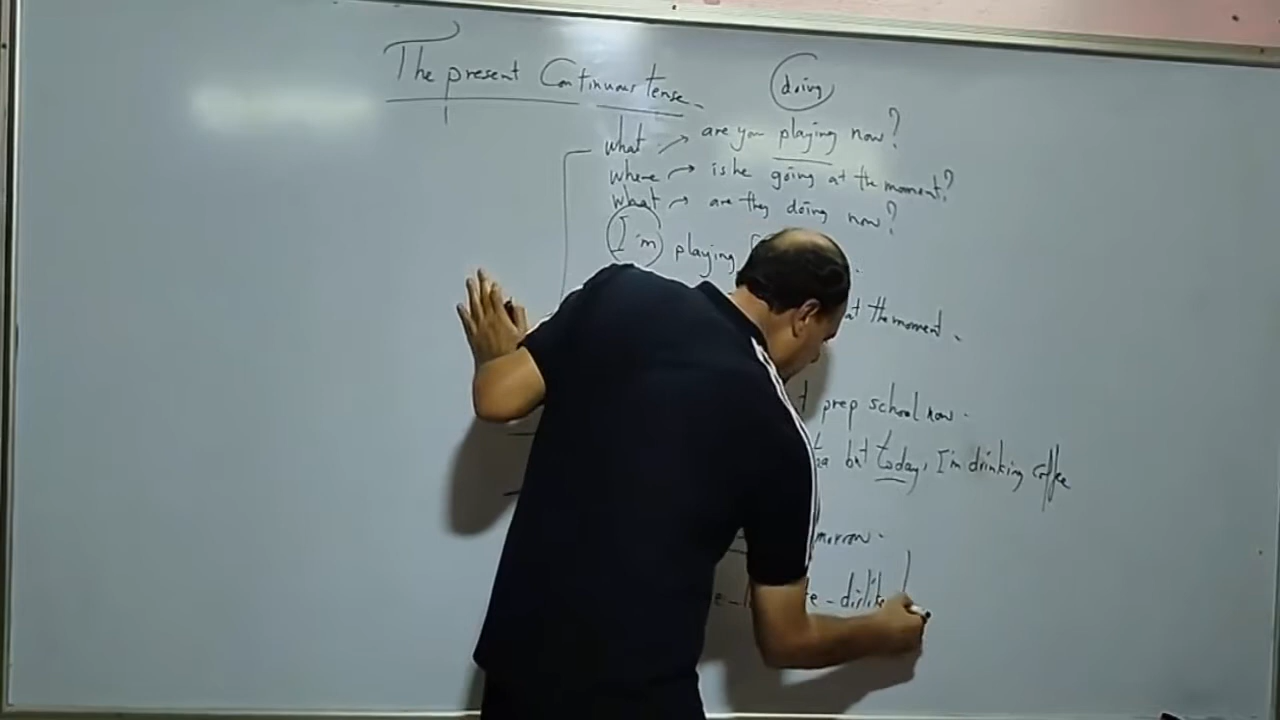 The present Continuous tense.
doing
what → are you playing now?
where → is he going at the moment?
what → are they doing now?
I'm playing
at the moment.
prep school now.
but today, I'm drinking coffee
dislike